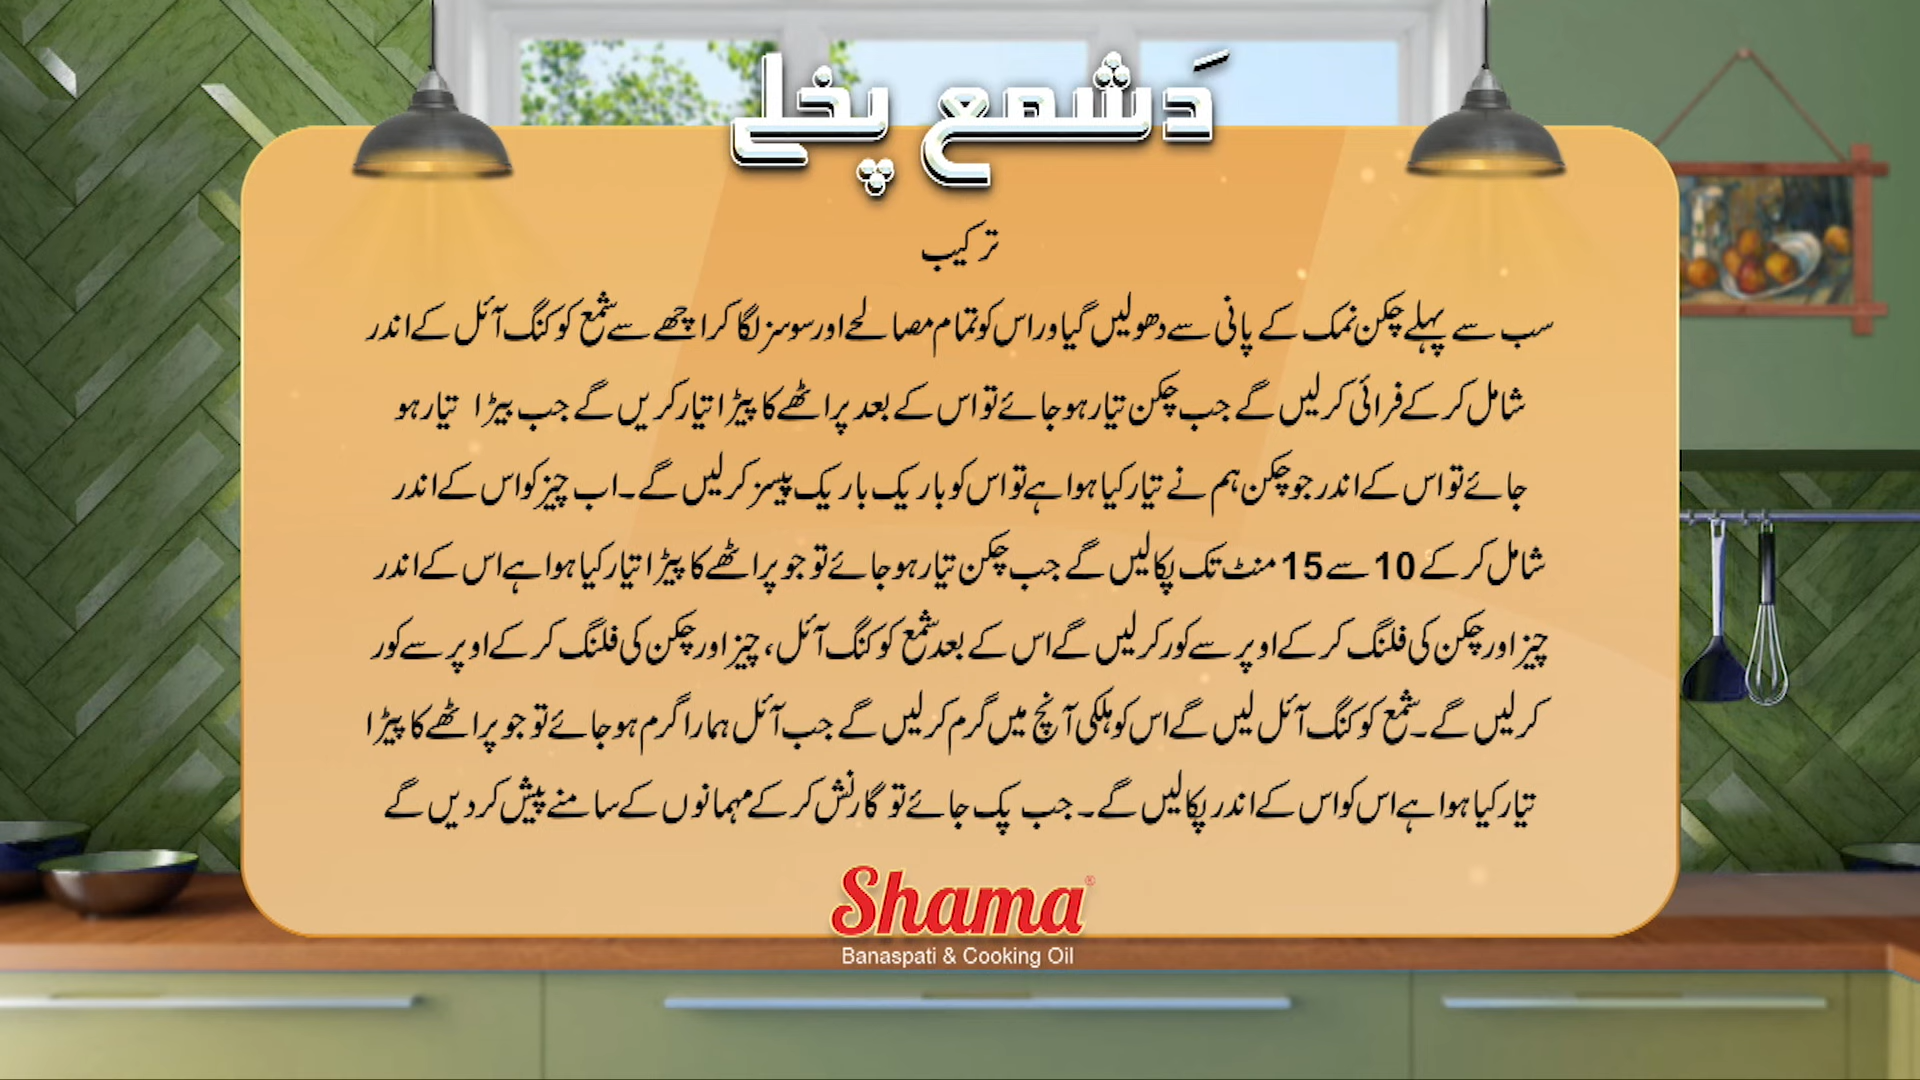 دَشمع پخلے
ترکیب
سب سے پہلے چکن نمک کے پانی سے دھولیں گیاور اس کو تمام مصالحے اور سوسز لگا کر اچھے سے شمع کوکنگ آئل کے اندر
شامل کر کے فرائی کرلیں گے جب چکن تیار ہو جائے تو اس کے بعد پراٹھے کا پیڑا تیار کریں گے جب بیڑا تیار ہو
جائے تو اس کے اندر جو چکن ہم نے تیار کیا ہوا ہے تو اس کو باریک باریک پیسز کرلیں گے۔اب چیز کو اس کے اندر
شامل کر کے 10 سے 15 منٹ تک پکالیں گے جب چکن تیار ہو جائے تو جو پراٹھے کا پیڑا تیار کیا ہوا ہے اس کے اندر
چیز اور چکن کی فلنگ کر کے اوپر سے کور کرلیں گے اس کے بعد شمع کوکنگ آئل، چیز اور چکن کی فلنگ کر کے اوپر سے کور
کرلیں گے۔شمع کوکنگ آئل لیں گے اس کو ہلکی آنچ میں گرم کرلیں گے جب آئل ہمارا گرم ہو جائے تو جو پراٹھے کا پیڑا
تیار کیا ہوا ہے اس کو اس کے اندر پکالیں گے۔ جب پک جائے تو گارنش کر کے مہمانوں کے سامنے پیش کردیں گے
Shama®
Banaspati & Cooking Oil